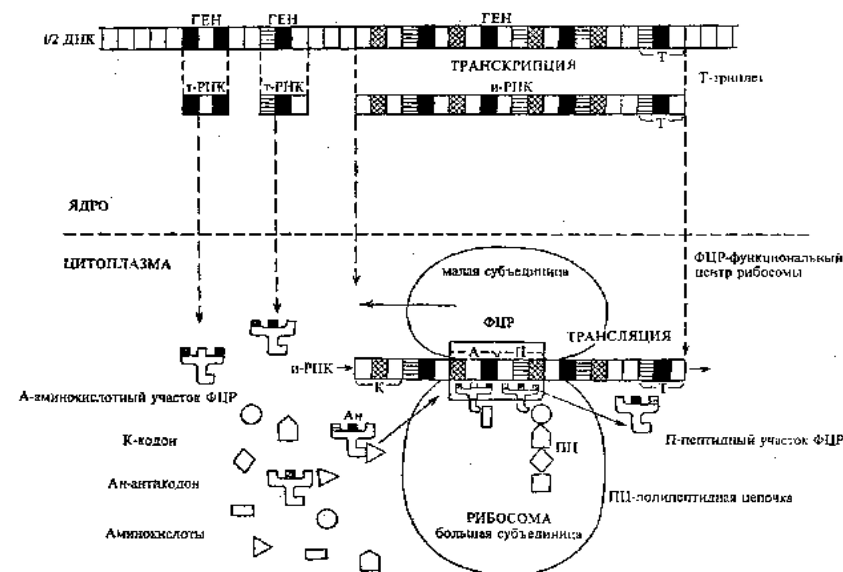 ГЕН ГЕН ГЕН
1/2 ДНК
Т
ТРАНСКРИПЦИЯ
т-РНК т-РНК и-РНК
Т-триплет
Т
ЯДРО
ЦИТОПЛАЗМА
малая субъединица
ФЦР-функциональный
центр рибосомы
ФЦР
ТРАНСЛЯЦИЯ
А П
и-РНК
К Т
А-аминокислотный участок ФЦР
Ан
К-кодон
ПЦ
П-пептидный участок ФЦР
Ан-антикодон
ПЦ-полипептидная цепочка
Аминокислоты
РИБОСОМА
большая субъединица